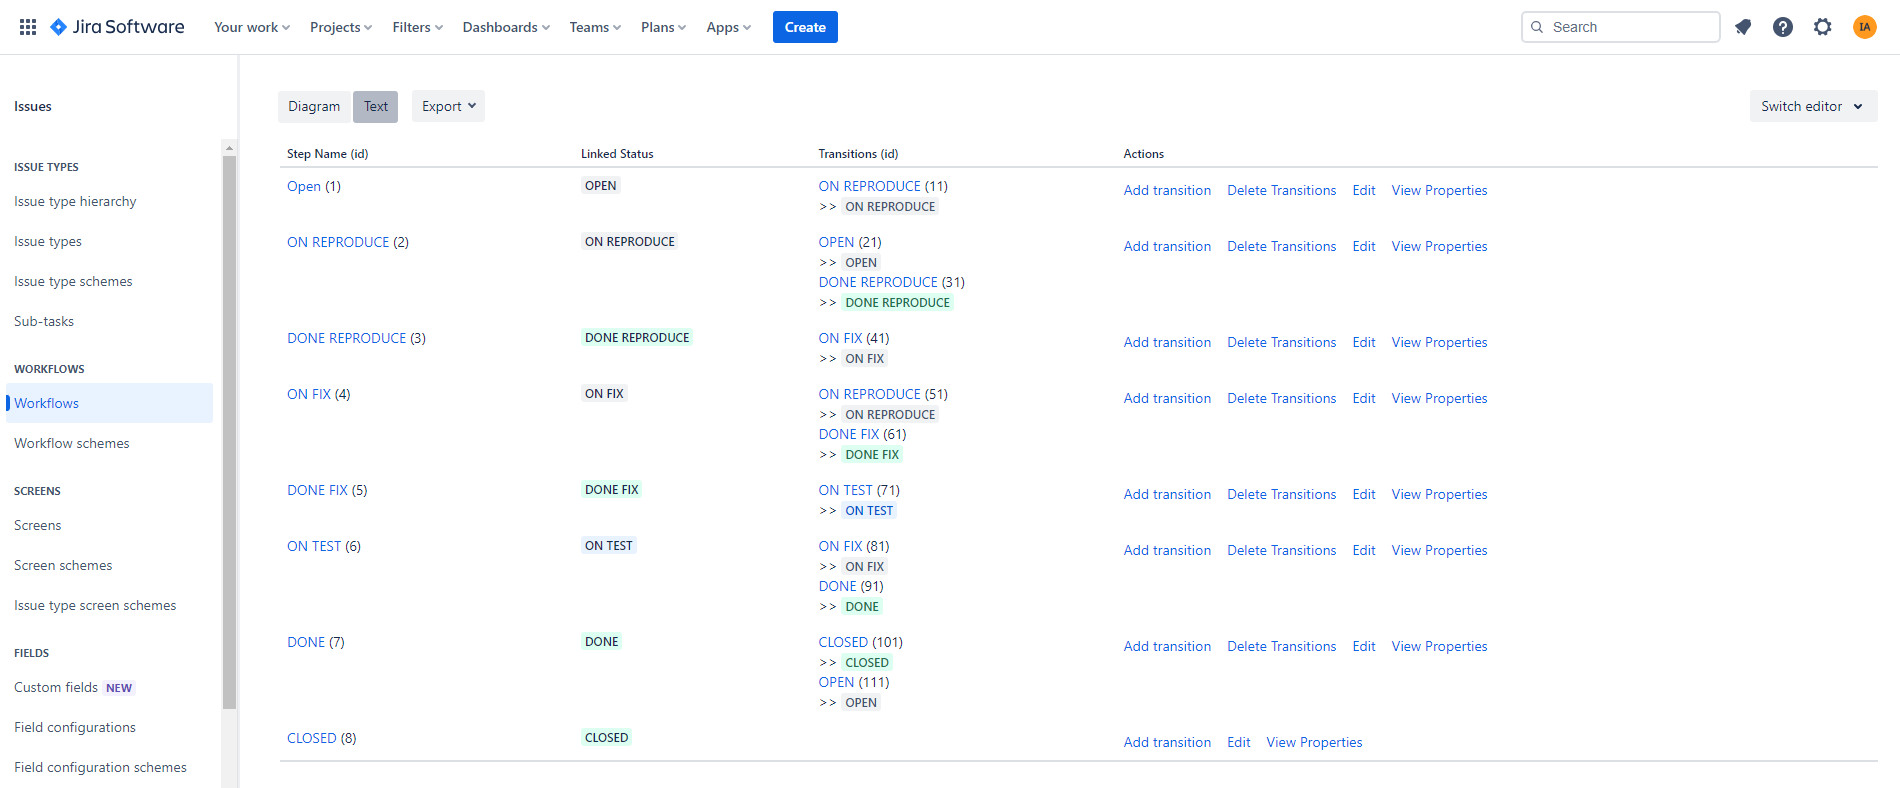 Jira Software Your work Projects Filters Dashboards Teams Plans Apps Create Search IA
Issues
ISSUE TYPES
Issue type hierarchy
Issue types
Issue type schemes
Sub-tasks
WORKFLOWS
Workflows
Workflow schemes
SCREENS
Screens
Screen schemes
Issue type screen schemes
FIELDS
Custom fields NEW
Field configurations
Field configuration schemes
Diagram Text Export Switch editor
Step Name (id) Linked Status Transitions (id) Actions
Open (1) OPEN ON REPRODUCE (11) Add transition Delete Transitions Edit View Properties
>> ON REPRODUCE
ON REPRODUCE (2) ON REPRODUCE OPEN (21) Add transition Delete Transitions Edit View Properties
>> OPEN
DONE REPRODUCE (31)
>> DONE REPRODUCE
DONE REPRODUCE (3) DONE REPRODUCE ON FIX (41) Add transition Delete Transitions Edit View Properties
>> ON FIX
ON FIX (4) ON FIX ON REPRODUCE (51) Add transition Delete Transitions Edit View Properties
>> ON REPRODUCE
DONE FIX (61)
>> DONE FIX
DONE FIX (5) DONE FIX ON TEST (71) Add transition Delete Transitions Edit View Properties
>> ON TEST
ON TEST (6) ON TEST ON FIX (81) Add transition Delete Transitions Edit View Properties
>> ON FIX
DONE (91)
>> DONE
DONE (7) DONE CLOSED (101) Add transition Delete Transitions Edit View Properties
>> CLOSED
OPEN (111)
>> OPEN
CLOSED (8) CLOSED Add transition Edit View Properties